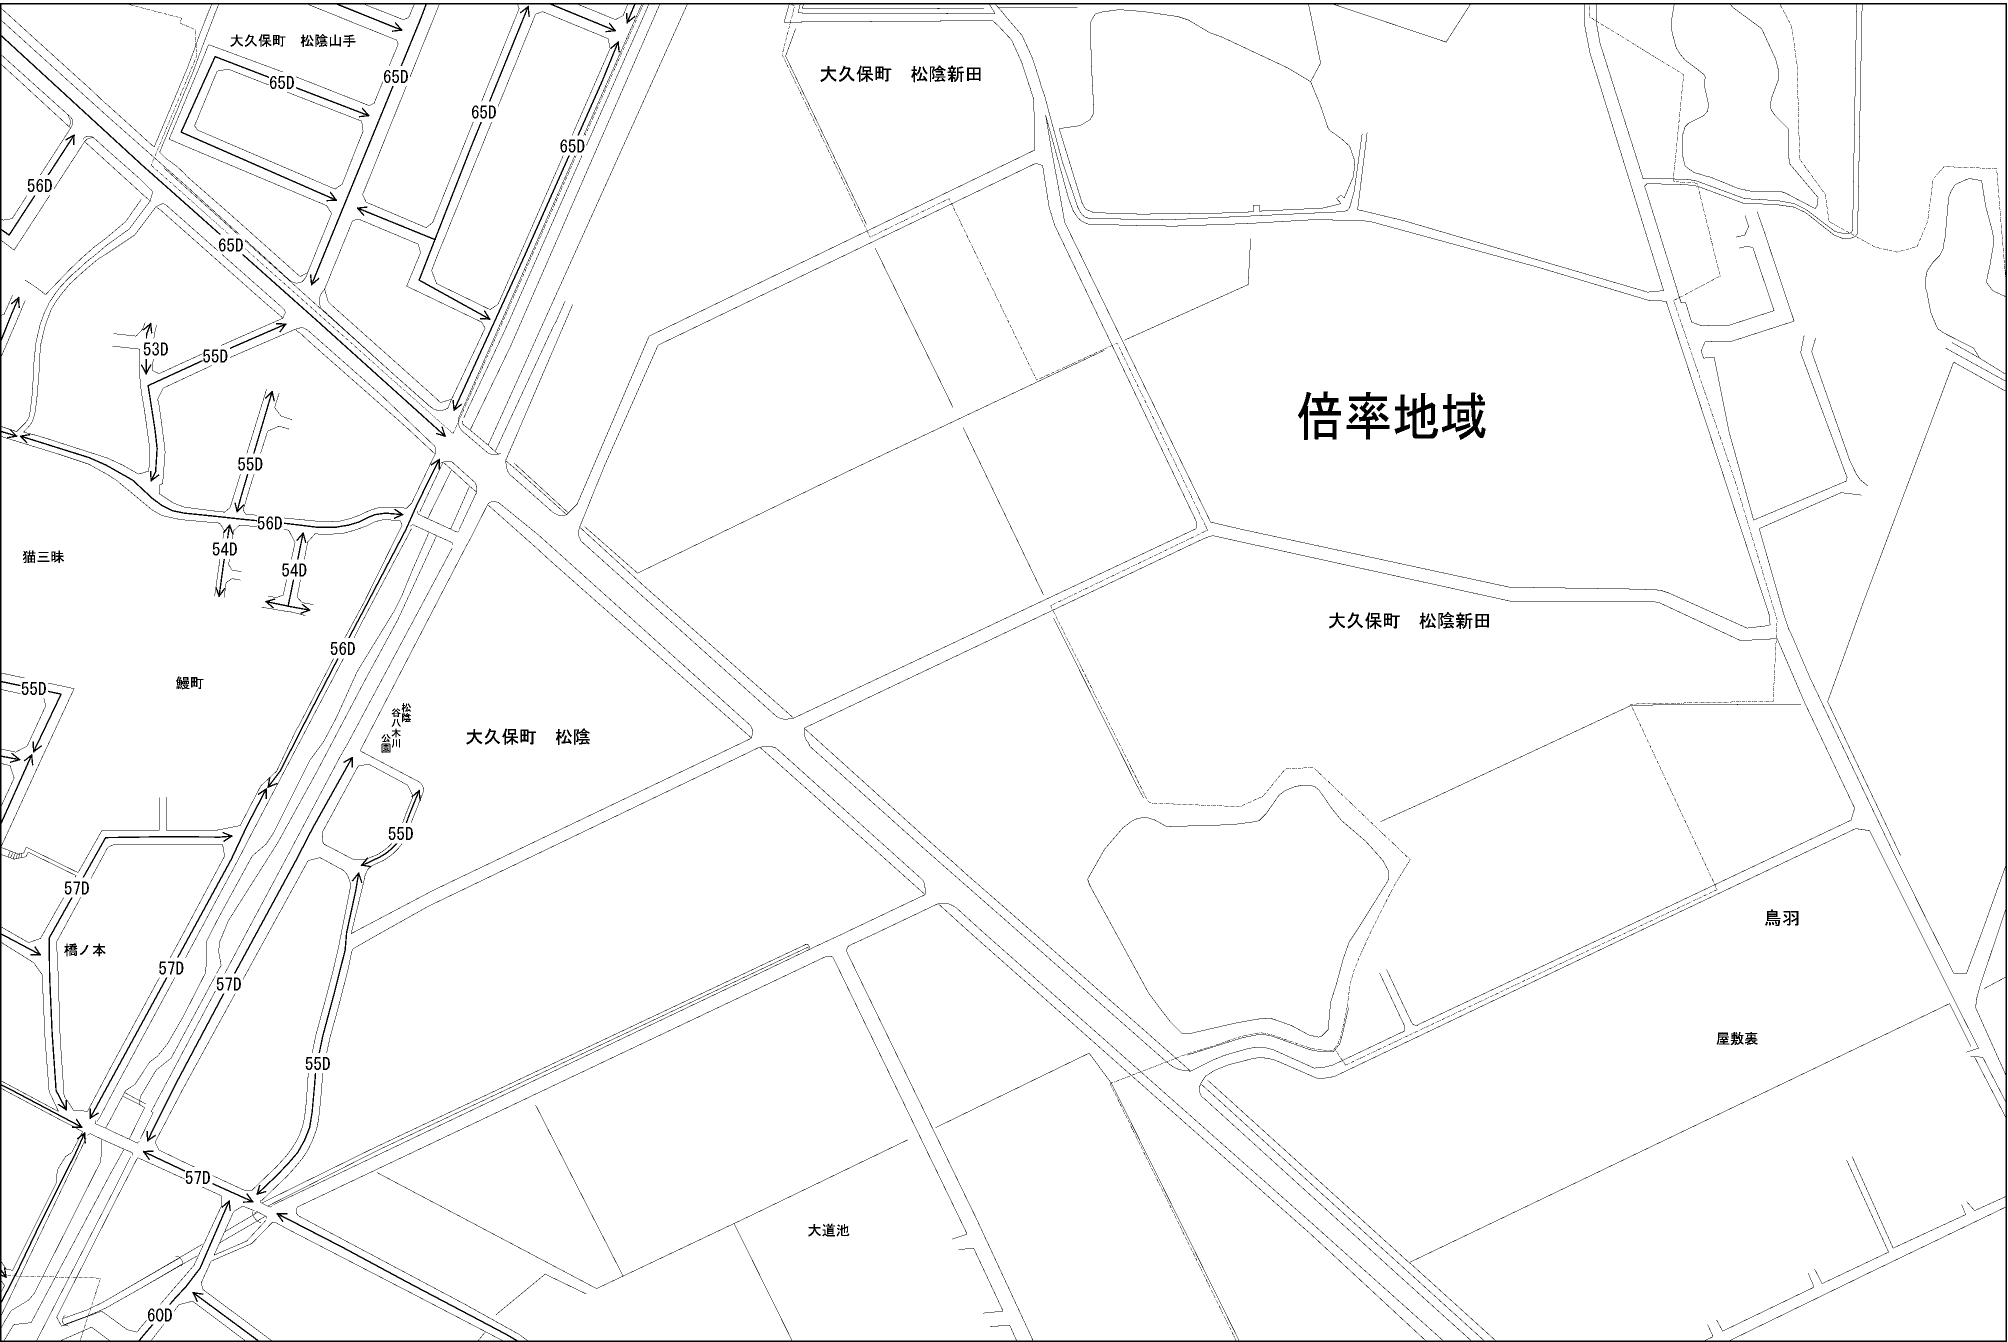 大久保町　松陰山手
65D
65D
大久保町　松陰新田
65D
65D
56D
65D
53D
55D
倍率地域
55D
56D
54D
54D
猫三昧
大久保町　松陰新田
56D
鰻町
55D
松陰
谷八木川
公園
大久保町　松陰
55D
57D
鳥羽
橋ノ本
57D
57D
屋敷裏
55D
57D
大道池
60D